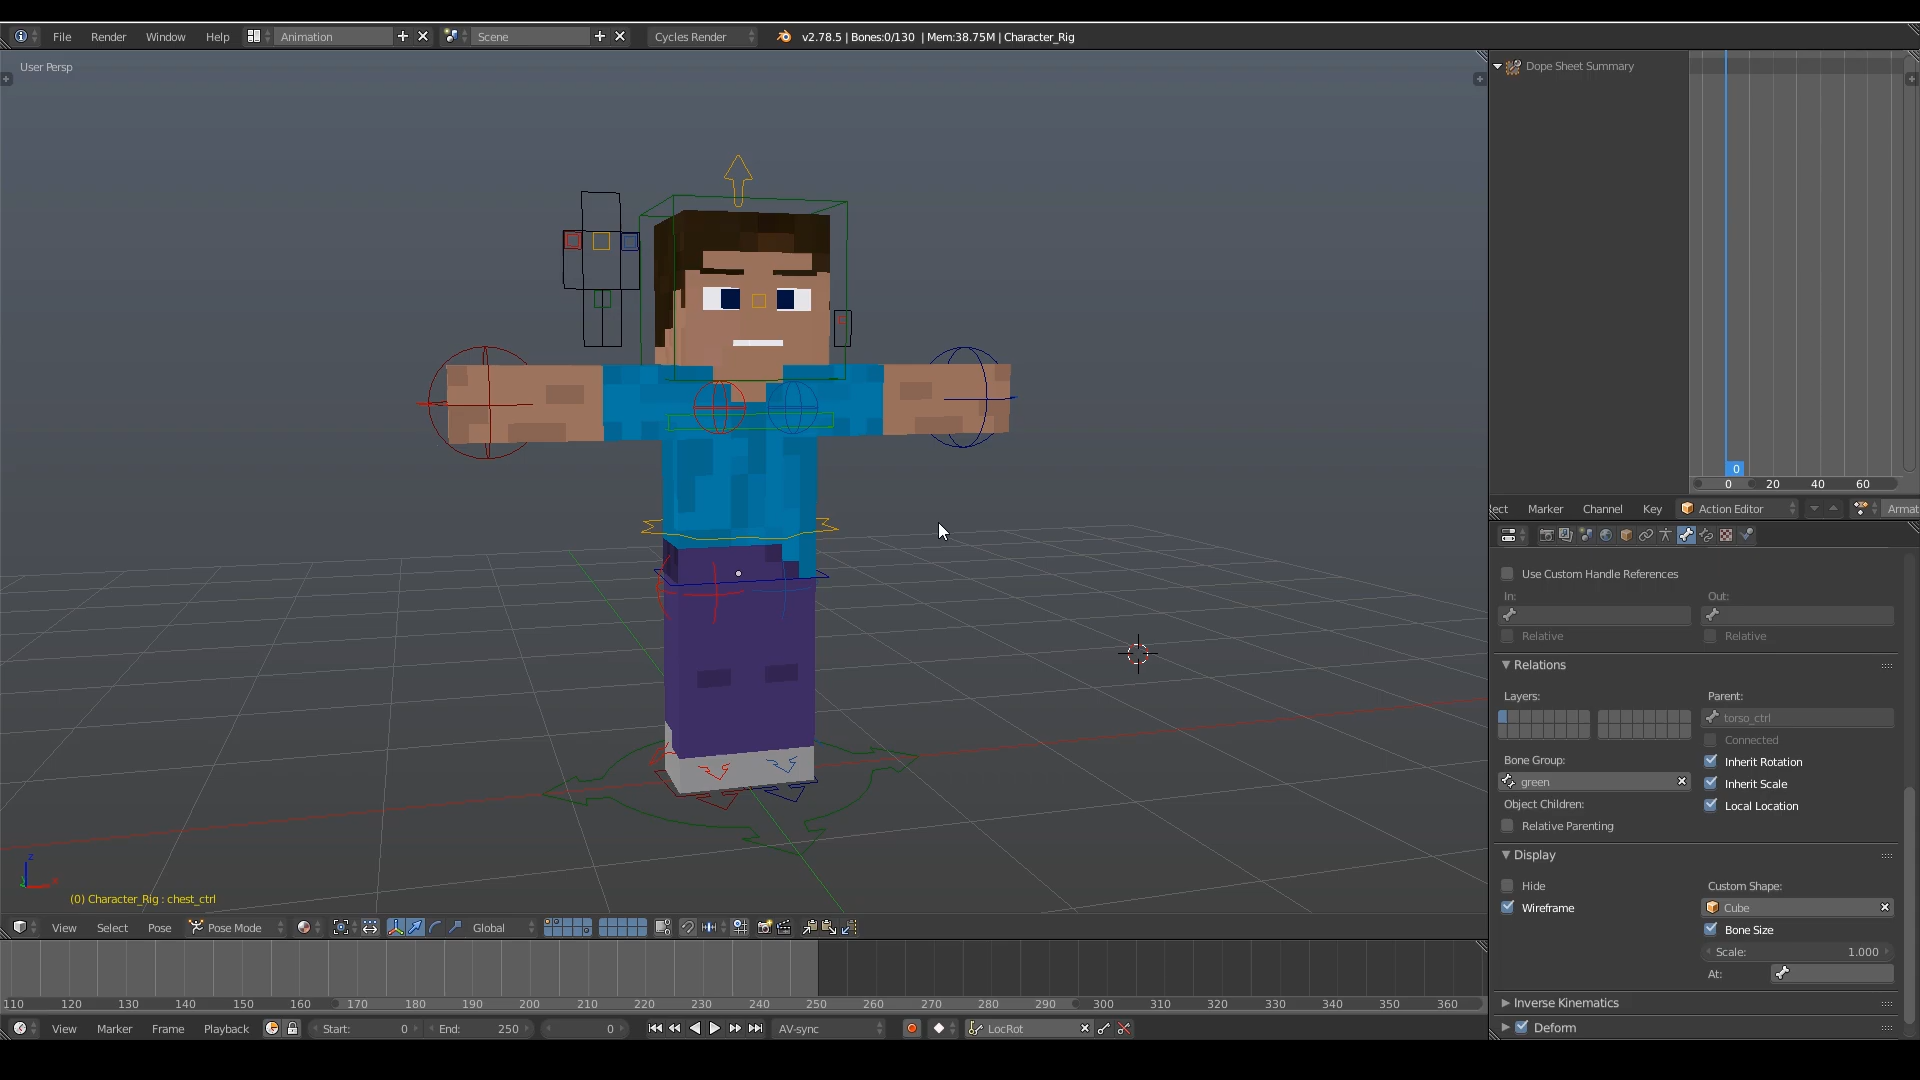 File Render Window Help Animation Scene Cycles Render v2.78.5 | Bones:0/130 | Mem:38.75M | Character_Rig
User Persp
Dope Sheet Summary
0
0 20 40 60
Marker Channel Key Action Editor
Use Custom Handle References
In: Out:
Relative Relative
Relations
Layers: Parent:
torso_ctrl
Connected
Bone Group: Inherit Rotation
green Inherit Scale
Object Children: Local Location
Relative Parenting
Display
Hide Custom Shape:
Wireframe Cube
Bone Size
Scale: 1.000
At:
Inverse Kinematics
Deform
z
(0) Character_Rig : chest_ctrl
View Select Pose Pose Mode Global
110 120 130 140 150 160 170 180 190 200 210 220 230 240 250 260 270 280 290 300 310 320 330 340 350 360
View Marker Frame Playback Start: 0 End: 250 0 AV-sync LocRot